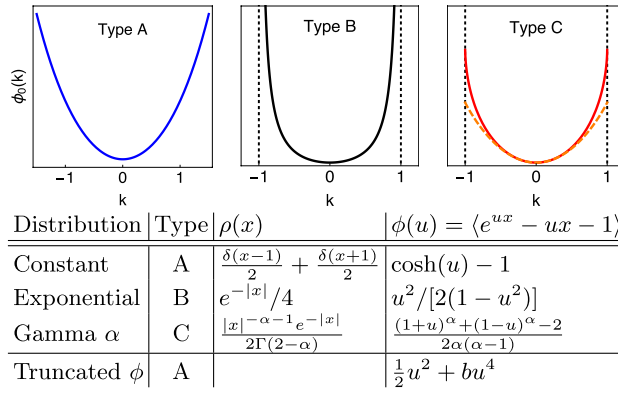 Type A Type B Type C
ϕ₀(k)
−1 0 1 −1 0 1 −1 0 1
k k k
Distribution Type ρ(x) ϕ(u) = ⟨e^{ux} − ux − 1⟩
Constant A δ(x−1)/2 + δ(x+1)/2 cosh(u) − 1
Exponential B e^{−|x|}/4 u²/[2(1 − u²)]
Gamma α C |x|^{−α−1}e^{−|x|}/2Γ(2−α) (1+u)^α+(1−u)^α−2/2α(α−1)
Truncated ϕ A 1/2 u² + bu⁴